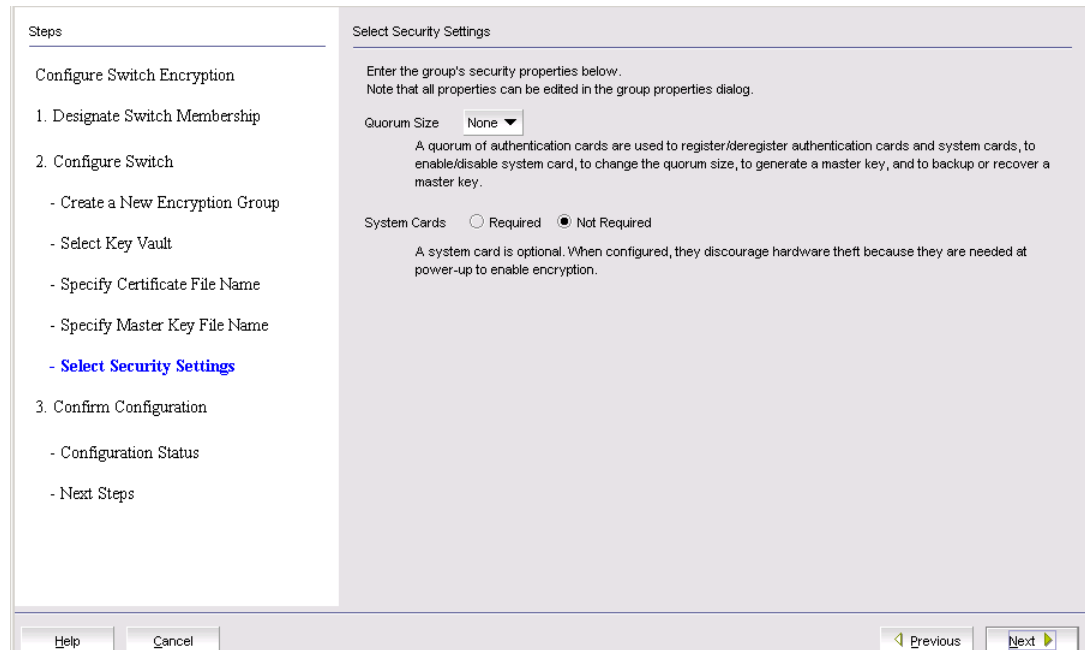 Steps
Configure Switch Encryption
1. Designate Switch Membership
2. Configure Switch
- Create a New Encryption Group
- Select Key Vault
- Specify Certificate File Name
- Specify Master Key File Name
- Select Security Settings
3. Confirm Configuration
- Configuration Status
- Next Steps
Select Security Settings
Enter the group's security properties below.
Note that all properties can be edited in the group properties dialog.
Quorum Size None
A quorum of authentication cards are used to register/deregister authentication cards and system cards, to
enable/disable system card, to change the quorum size, to generate a master key, and to backup or recover a
master key.
System Cards Required Not Required
A system card is optional. When configured, they discourage hardware theft because they are needed at
power-up to enable encryption.
Help Cancel Previous Next